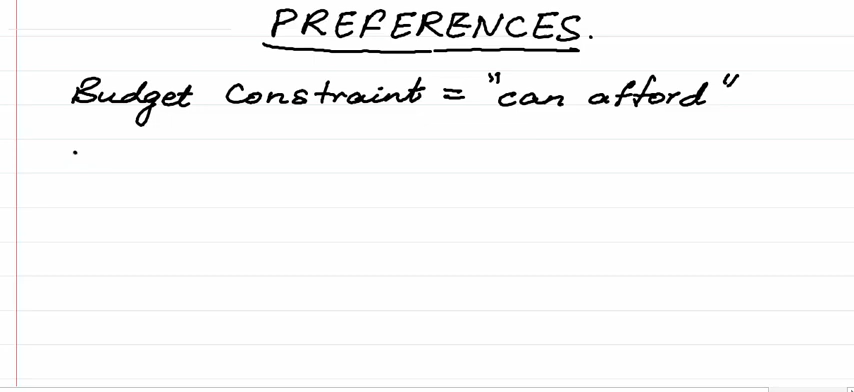 PREFERENCES.
Budget Constraint = "can afford"